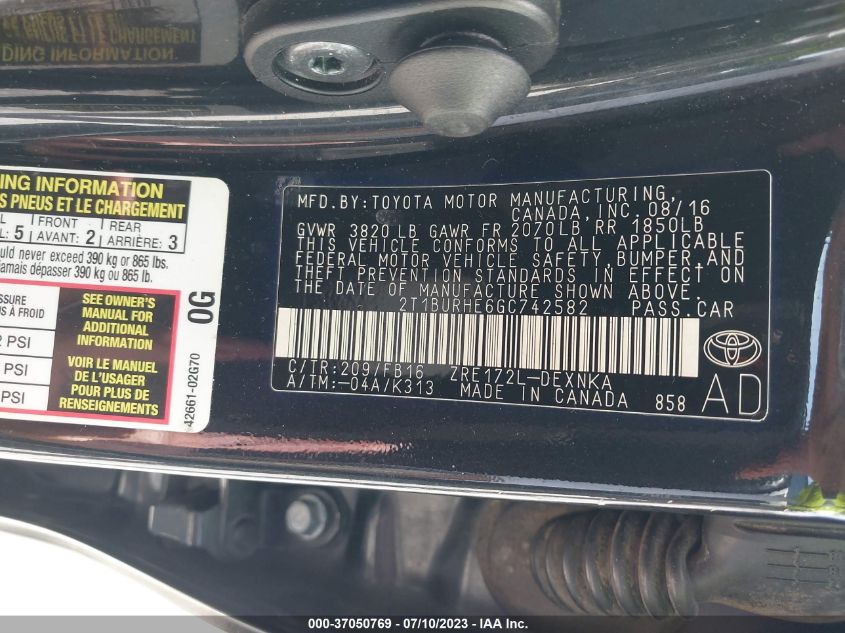 DING INFORMATION
NG INFORMATION
S PNEUS ET LE CHARGEMENT
L: 5 FRONT AVANT: 2 REAR ARRIÈRE: 3
uld never exceed 390 kg or 865 lbs.
amais dépasser 390 kg ou 865 lb.
SSURE
S À FROID
PSI
PSI
PSI
SEE OWNER'S
MANUAL FOR
ADDITIONAL
INFORMATION
VOIR LE MANUEL
DE L'USAGER
POUR PLUS DE
RENSEIGNEMENTS
0G
42661-02G70
MFD.BY:TOYOTA MOTOR MANUFACTURING,
CANADA, INC. 08/16
GVWR 3820 LB GAWR FR 2070LB RR 1850LB
THIS VEHICLE CONFORMS TO ALL APPLICABLE
FEDERAL MOTOR VEHICLE SAFETY, BUMPER, AND
THEFT PREVENTION STANDARDS IN EFFECT ON
THE DATE OF MANUFACTURE SHOWN ABOVE.
2T1BURHE6GC742582 PASS.CAR
C/TR:209/FB16 ZRE172L-DEXNKA
A/TM:-04A/K313 MADE IN CANADA 858
AD
000-37050769 - 07/10/2023 - IAA Inc.